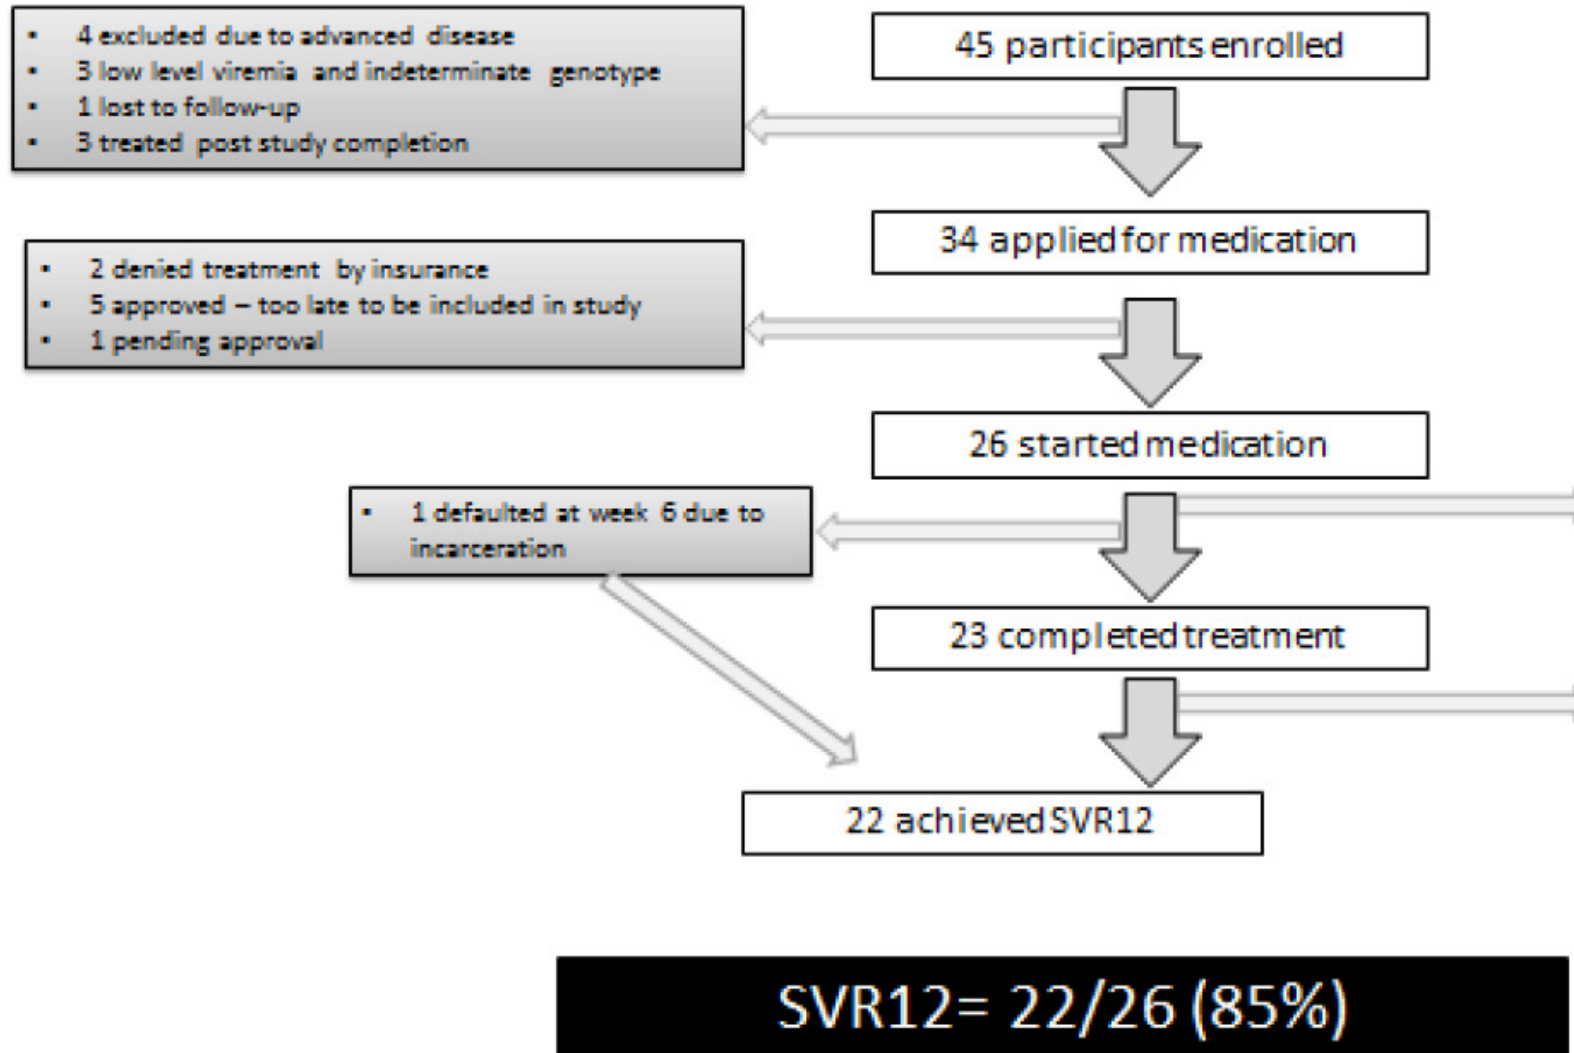 45 participants enrolled
▪ 4 excluded due to advanced disease
▪ 3 low level viremia and indeterminate genotype
▪ 1 lost to follow-up
▪ 3 treated post study completion
34 applied for medication
▪ 2 denied treatment by insurance
▪ 5 approved – too late to be included in study
▪ 1 pending approval
26 started medication
▪ 1 defaulted at week 6 due to
incarceration
23 completed treatment
22 achieved SVR12
SVR12= 22/26 (85%)